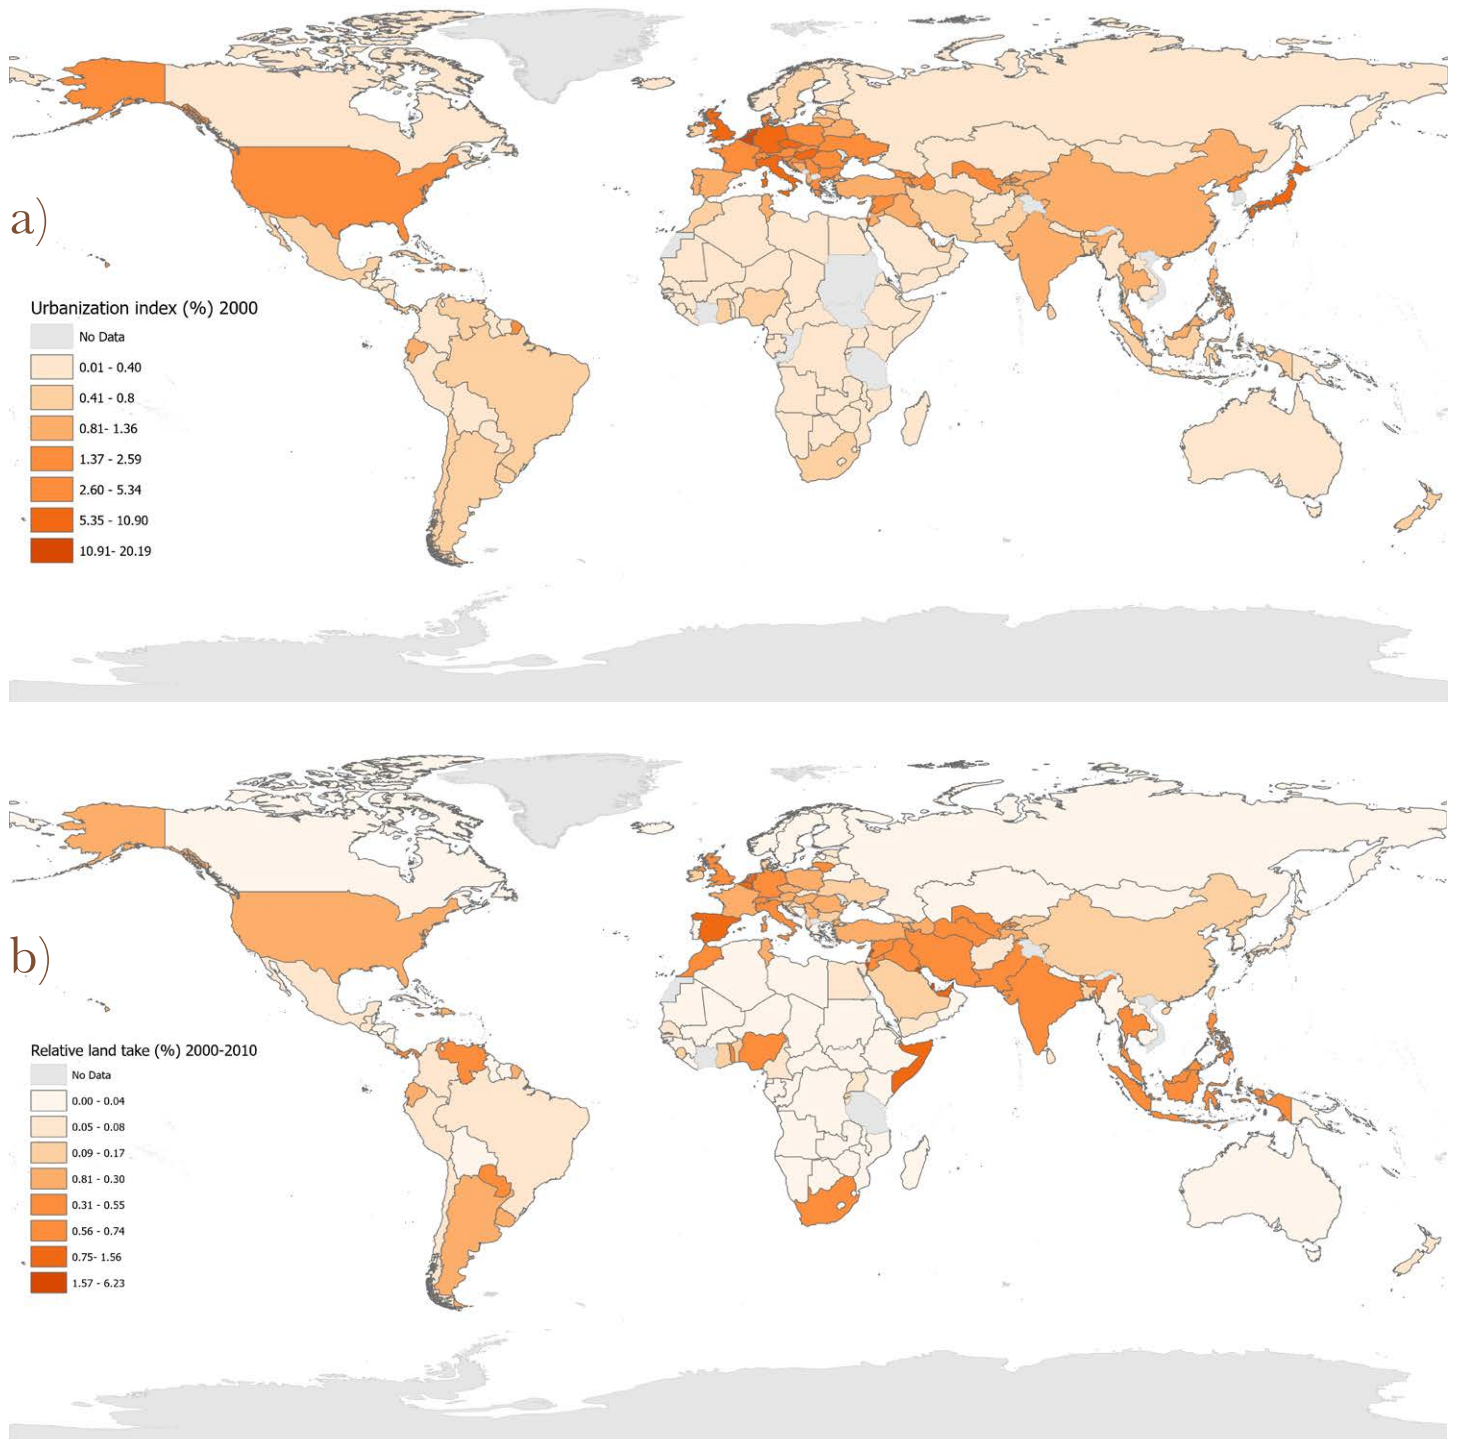 a)
Urbanization index (%) 2000
No Data
0.01 - 0.40
0.41 - 0.8
0.81- 1.36
1.37 - 2.59
2.60 - 5.34
5.35 - 10.90
10.91- 20.19
b)
Relative land take (%) 2000-2010
No Data
0.00 - 0.04
0.05 - 0.08
0.09 - 0.17
0.81 - 0.30
0.31 - 0.55
0.56 - 0.74
0.75- 1.56
1.57 - 6.23